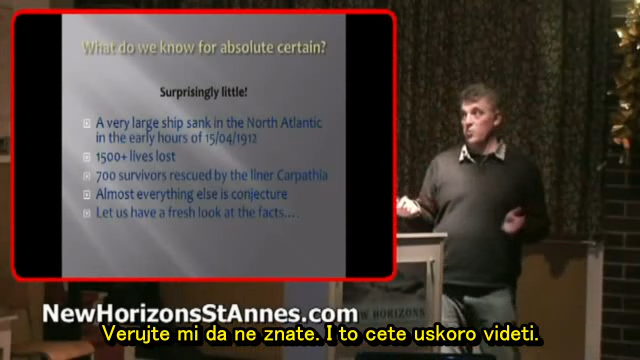 What do we know for absolute certain?
Surprisingly little!
A very large ship sank in the North Atlantic
in the early hours of 15/04/1912
1500+ lives lost
700 survivors rescued by the liner Carpathia
Almost everything else is conjecture
Let us have a fresh look at the facts....
NEW HORIZONS
NewHorizonsStAnnes.com
Verujte mi da ne znate. I to cete uskoro videti.